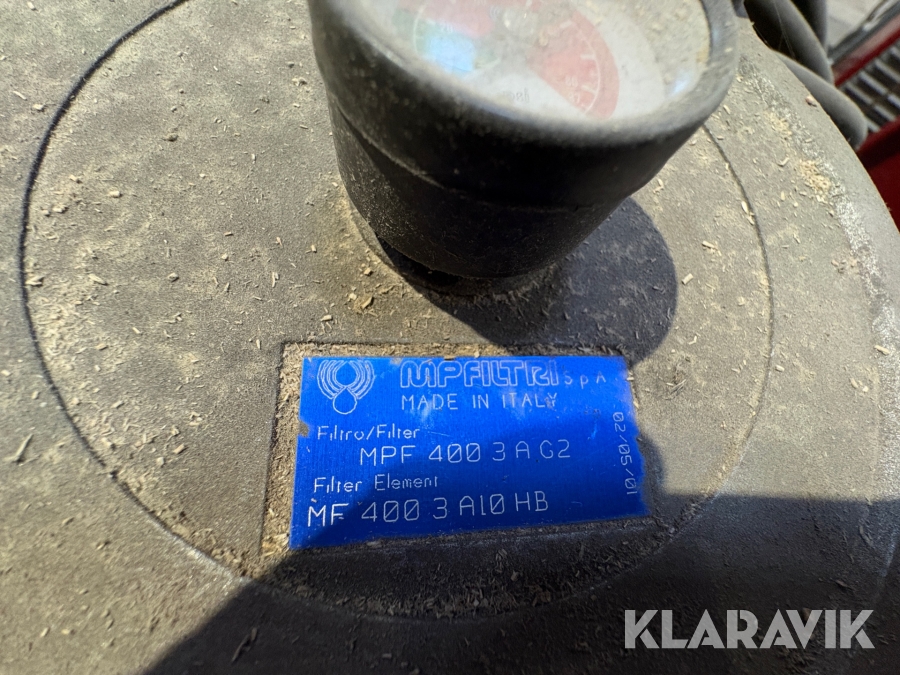 MPFILTRI SpA
MADE IN ITALY
Filtro/Filter
MPF 400 3 A G2
Filter Element
MF 400 3 A10 HB
02/05/01
KLARAVIK